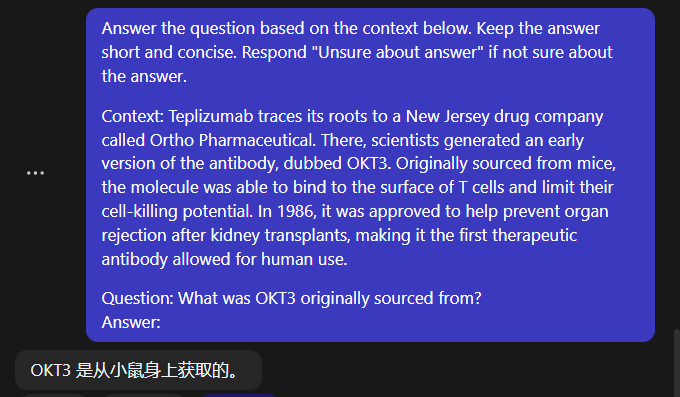 Answer the question based on the context below. Keep the answer
short and concise. Respond "Unsure about answer" if not sure about
the answer.
Context: Teplizumab traces its roots to a New Jersey drug company
called Ortho Pharmaceutical. There, scientists generated an early
version of the antibody, dubbed OKT3. Originally sourced from mice,
the molecule was able to bind to the surface of T cells and limit their
cell-killing potential. In 1986, it was approved to help prevent organ
rejection after kidney transplants, making it the first therapeutic
antibody allowed for human use.
Question: What was OKT3 originally sourced from?
Answer:
OKT3 是从小鼠身上获取的。